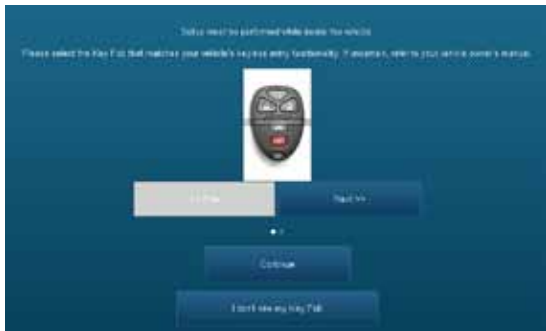 Setup must be performed while inside the vehicle
Please select the Key Fob that matches your vehicle's keyless entry functionality. If uncertain, refer to your vehicle owner's manual.
Next >>
Continue
I don't see my Key Fob